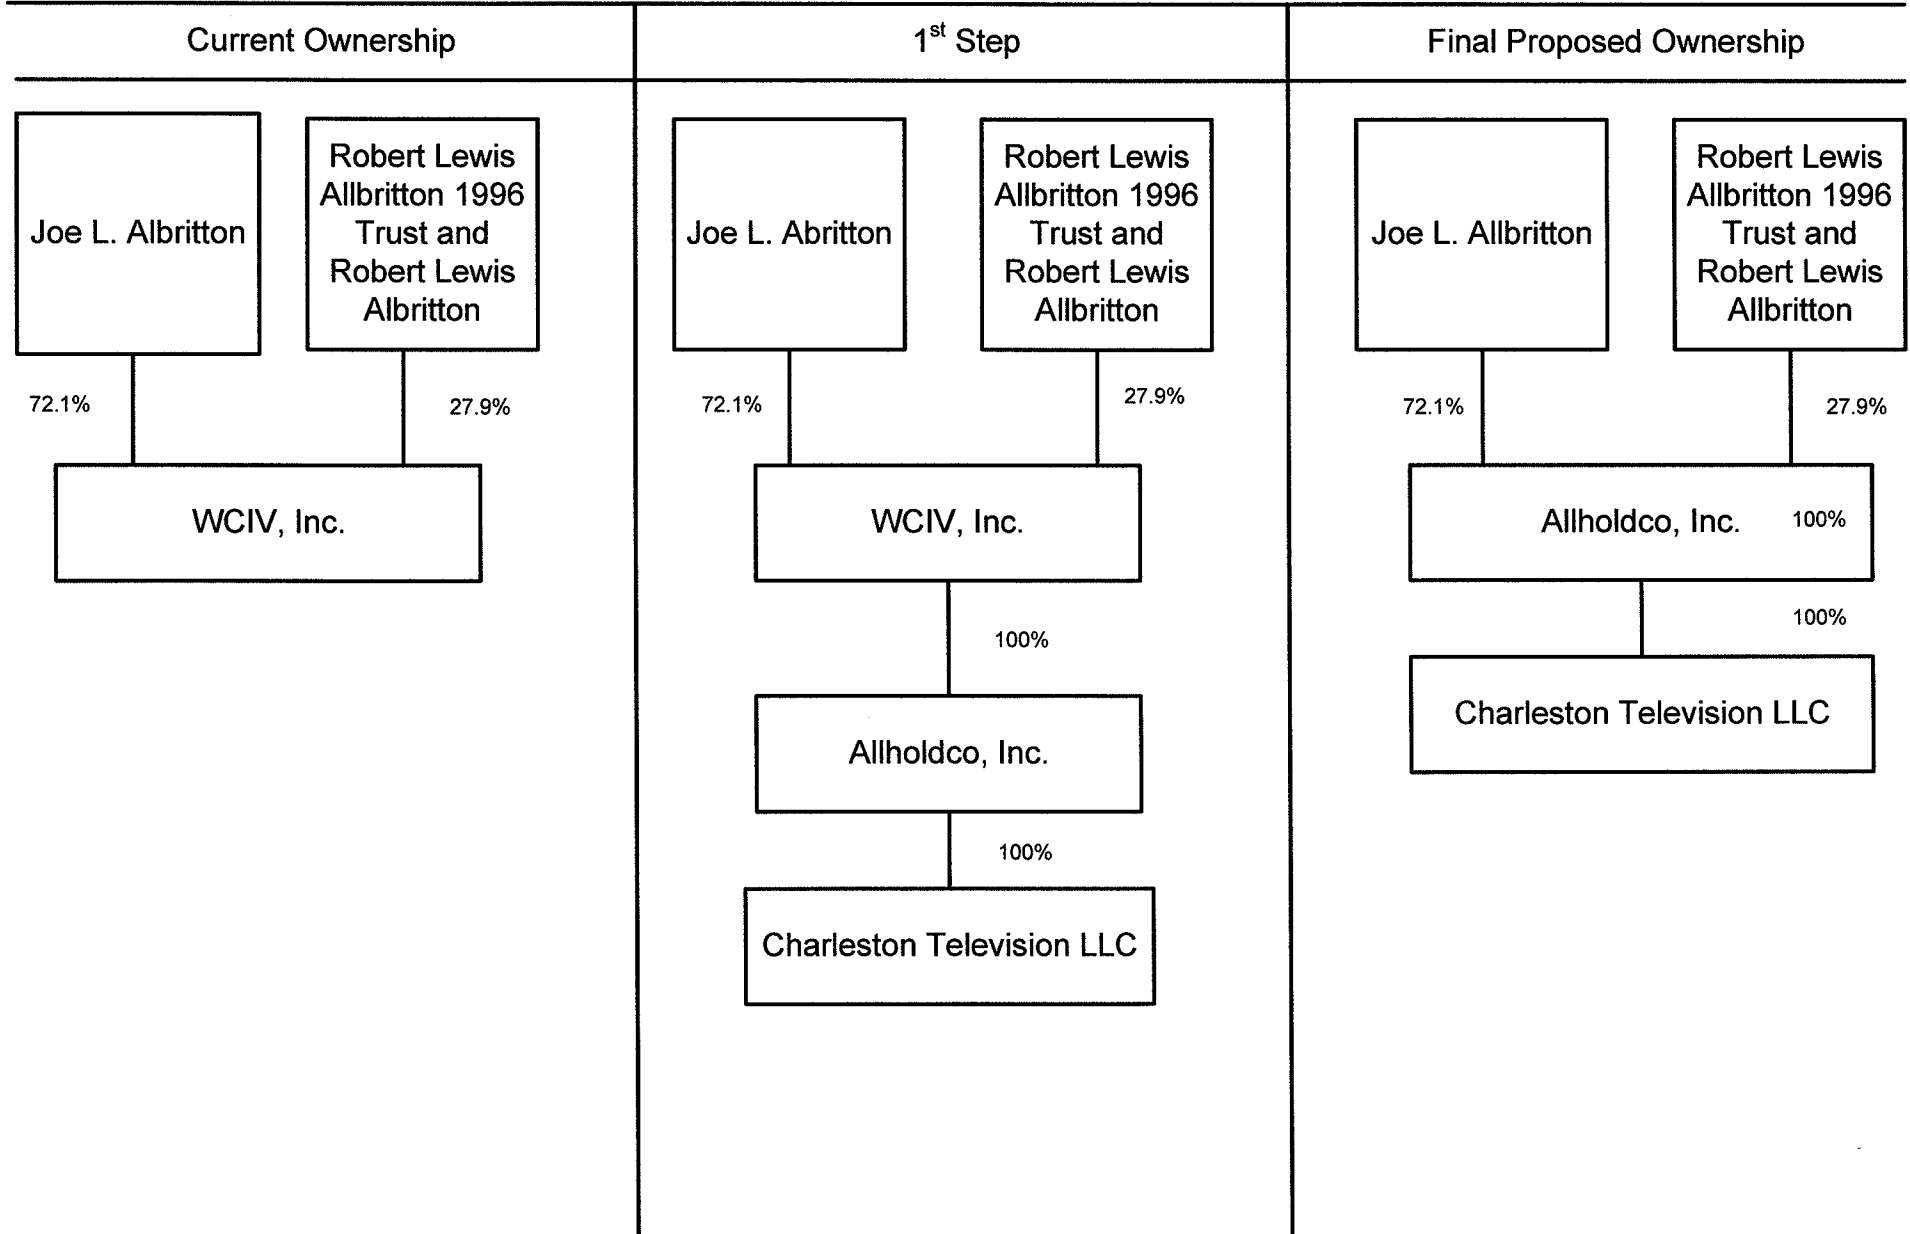 Current Ownership
1st Step
Final Proposed Ownership
Joe L. Albritton
Robert Lewis
Allbritton 1996
Trust and
Robert Lewis
Albritton
72.1%
27.9%
WCIV, Inc.
Joe L. Abritton
Robert Lewis
Allbritton 1996
Trust and
Robert Lewis
Allbritton
72.1%
27.9%
WCIV, Inc.
100%
Allholdco, Inc.
100%
Charleston Television LLC
Joe L. Allbritton
Robert Lewis
Allbritton 1996
Trust and
Robert Lewis
Allbritton
72.1%
27.9%
Allholdco, Inc. 100%
100%
Charleston Television LLC